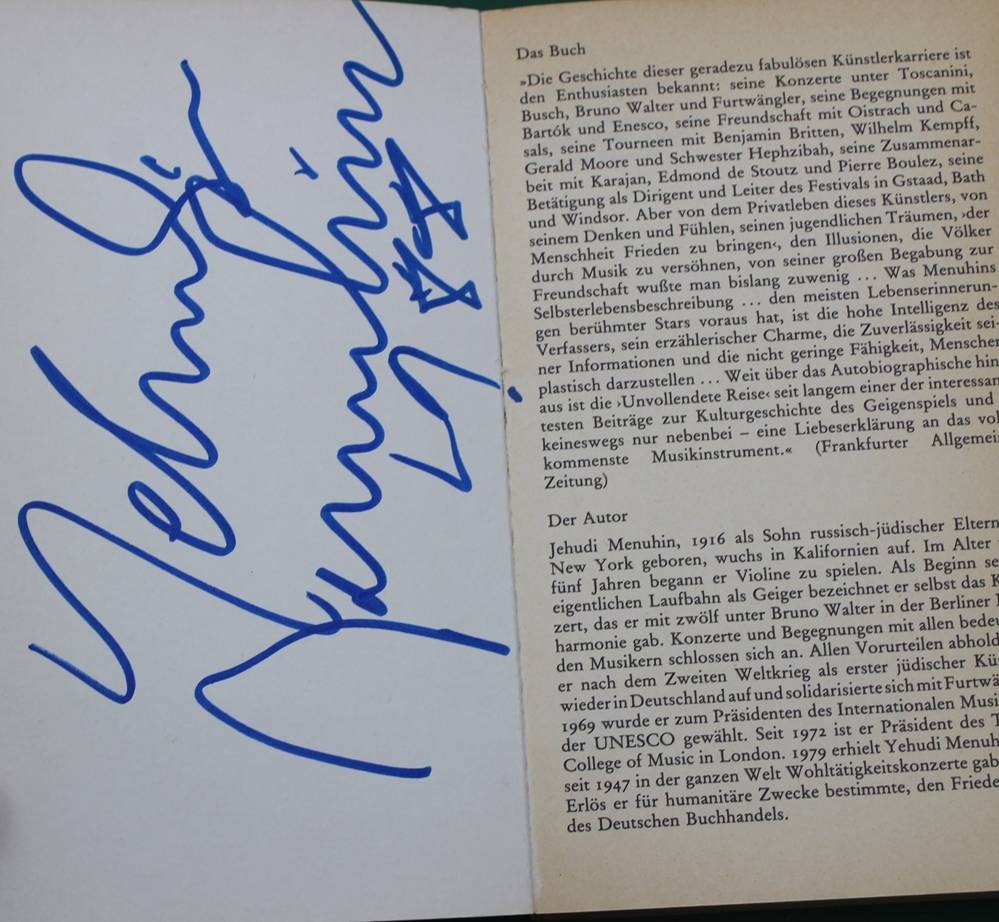 Yehudi
Menuhin
Das Buch
»Die Geschichte dieser geradezu fabulösen Künstlerkarriere ist
den Enthusiasten bekannt: seine Konzerte unter Toscanini,
Busch, Bruno Walter und Furtwängler, seine Begegnungen mit
Bartók und Enesco, seine Freundschaft mit Oistrach und Ca-
sals, seine Tourneen mit Benjamin Britten, Wilhelm Kempff,
Gerald Moore und Schwester Hephzibah, seine Zusammenar-
beit mit Karajan, Edmond de Stoutz und Pierre Boulez, seine
Betätigung als Dirigent und Leiter des Festivals in Gstaad, Bath
und Windsor. Aber von dem Privatleben dieses Künstlers, von
seinem Denken und Fühlen, seinen jugendlichen Träumen, ›der
Menschheit Frieden zu bringen‹, den Illusionen, die Völker
durch Musik zu versöhnen, von seiner großen Begabung zur
Freundschaft wußte man bislang zuwenig ... Was Menuhins
Selbsterlebensbeschreibung ... den meisten Lebenserinnerun-
gen berühmter Stars voraus hat, ist die hohe Intelligenz des
Verfassers, sein erzählerischer Charme, die Zuverlässigkeit sei-
ner Informationen und die nicht geringe Fähigkeit, Menschen
plastisch darzustellen ... Weit über das Autobiographische hin
aus ist die ›Unvollendete Reise‹ seit langem einer der interessan
testen Beiträge zur Kulturgeschichte des Geigenspiels und
keineswegs nur nebenbei – eine Liebeserklärung an das vol
kommenste Musikinstrument.« (Frankfurter Allgemei
Zeitung)
Der Autor
Jehudi Menuhin, 1916 als Sohn russisch-jüdischer Eltern
New York geboren, wuchs in Kalifornien auf. Im Alter
fünf Jahren begann er Violine zu spielen. Als Beginn se
eigentlichen Laufbahn als Geiger bezeichnet er selbst das K
zert, das er mit zwölf unter Bruno Walter in der Berliner
harmonie gab. Konzerte und Begegnungen mit allen bedeu
den Musikern schlossen sich an. Allen Vorurteilen abhold
er nach dem Zweiten Weltkrieg als erster jüdischer Kü
wieder in Deutschland auf und solidarisierte sich mit Furtwä
1969 wurde er zum Präsidenten des Internationalen Musi
der UNESCO gewählt. Seit 1972 ist er Präsident des T
College of Music in London. 1979 erhielt Yehudi Menuh
seit 1947 in der ganzen Welt Wohltätigkeitskonzerte gab
Erlös er für humanitäre Zwecke bestimmte, den Friede
des Deutschen Buchhandels.